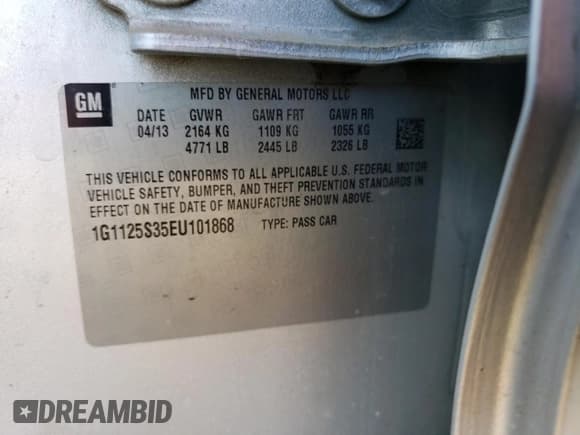 GM
MFD BY GENERAL MOTORS LLC
DATE GVWR GAWR FRT GAWR RR
04/13 2164 KG 1109 KG 1055 KG
4771 LB 2445 LB 2326 LB
THIS VEHICLE CONFORMS TO ALL APPLICABLE U.S. FEDERAL MOTOR
VEHICLE SAFETY, BUMPER, AND THEFT PREVENTION STANDARDS IN
EFFECT ON THE DATE OF MANUFACTURE SHOWN ABOVE.
1G1125S35EU101868 TYPE: PASS CAR
DREAMBID